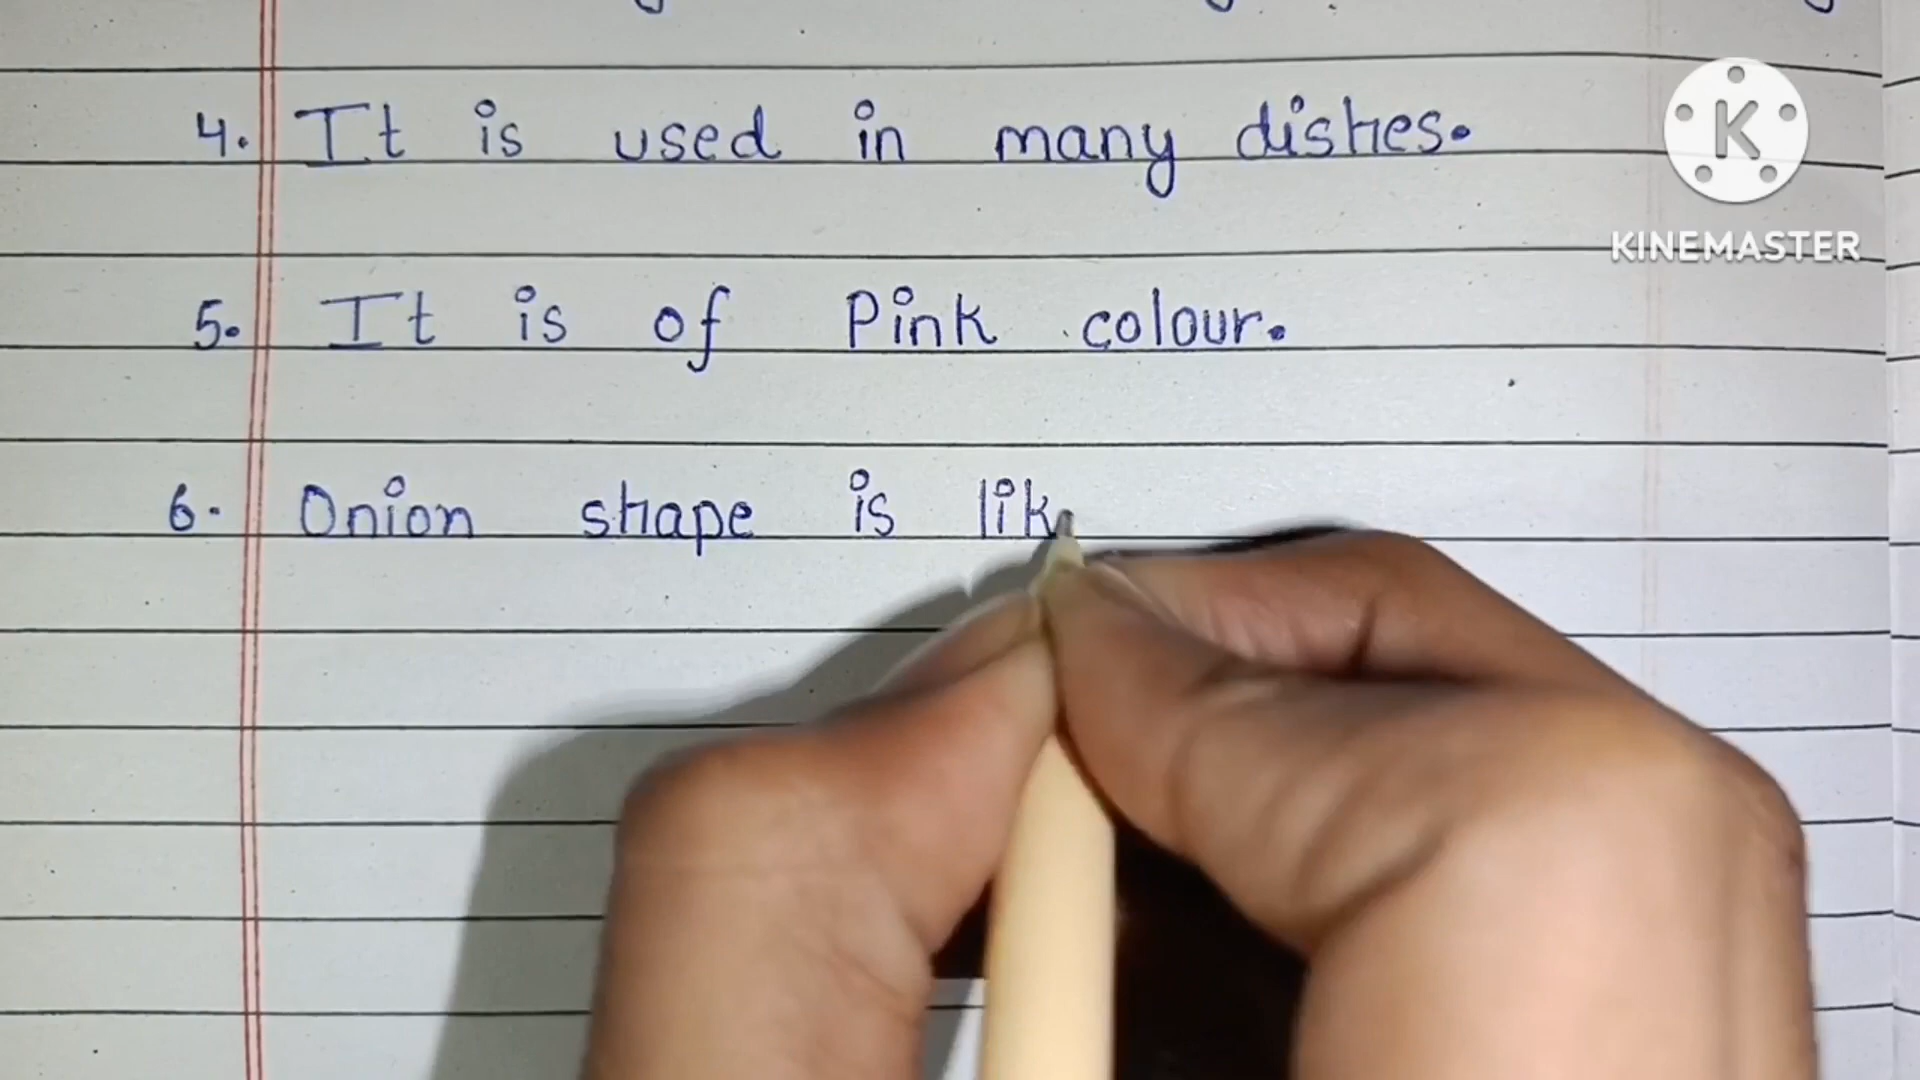 4. It is used in many dishes.
5. It is of Pink colour.
6. Onion shape is lik
K
KINEMASTER